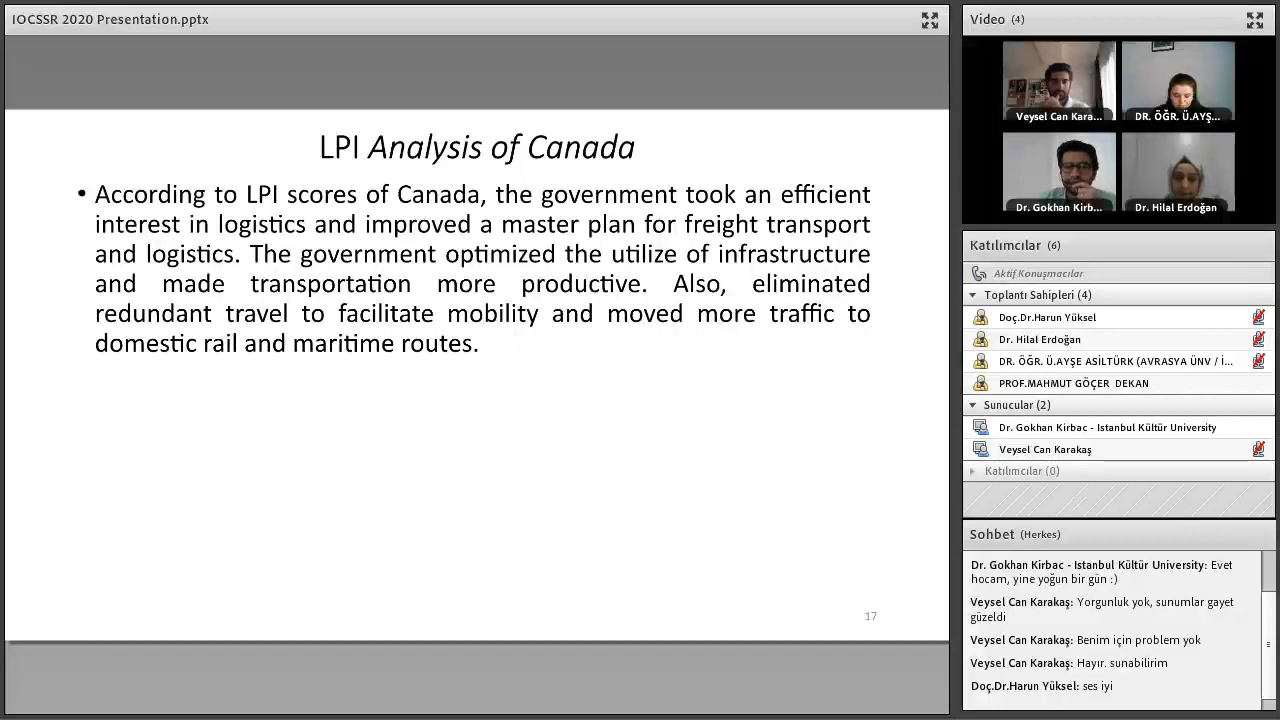 IOCSSR 2020 Presentation.pptx
LPI Analysis of Canada
• According to LPI scores of Canada, the government took an efficient
interest in logistics and improved a master plan for freight transport
and logistics. The government optimized the utilize of infrastructure
and made transportation more productive. Also, eliminated
redundant travel to facilitate mobility and moved more traffic to
domestic rail and maritime routes.
17
Video (4)
Veysel Can Kara...
DR. ÖĞR. Ü.AYŞ...
Dr. Gokhan Kirb...
Dr. Hilal Erdoğan
Katılımcılar (6)
Aktif Konuşmacılar
Toplantı Sahipleri (4)
Doç.Dr.Harun Yüksel
Dr. Hilal Erdoğan
DR. ÖĞR. Ü.AYŞE ASİLTÜRK (AVRASYA ÜNV / İ...
PROF.MAHMUT GÖÇER DEKAN
Sunucular (2)
Dr. Gokhan Kirbac - Istanbul Kültür University
Veysel Can Karakaş
Katılımcılar (0)
Sohbet (Herkes)
Dr. Gokhan Kirbac - Istanbul Kültür University: Evet
hocam, yine yoğun bir gün :)
Veysel Can Karakaş: Yorgunluk yok, sunumlar gayet
güzeldi
Veysel Can Karakaş: Benim için problem yok
Veysel Can Karakaş: Hayır. sunabilirim
Doç.Dr.Harun Yüksel: ses iyi